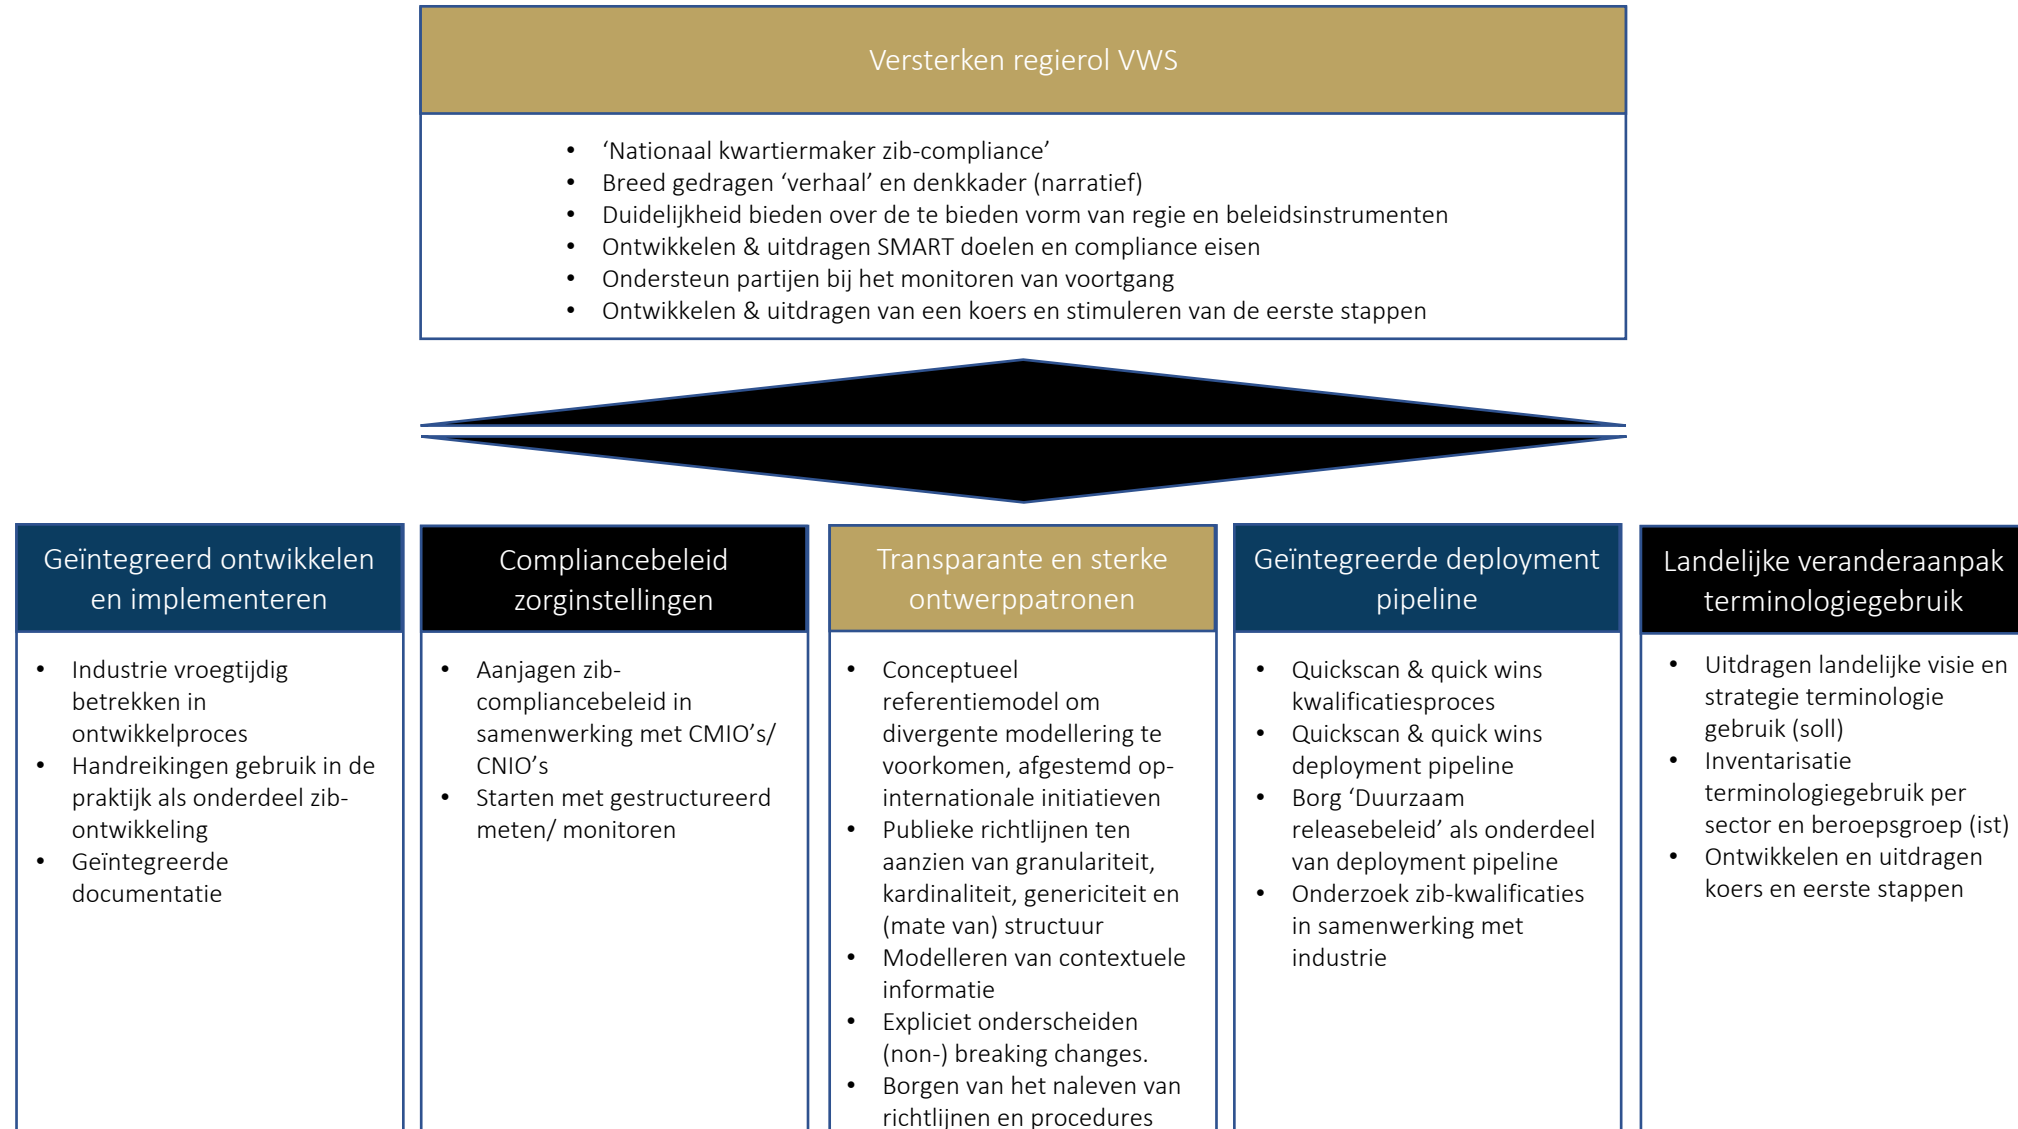 Versterken regierol VWS
• ‘Nationaal kwartiermaker zib-compliance’
• Breed gedragen ‘verhaal’ en denkkader (narratief)
• Duidelijkheid bieden over de te bieden vorm van regie en beleidsinstrumenten
• Ontwikkelen & uitdragen SMART doelen en compliance eisen
• Ondersteun partijen bij het monitoren van voortgang
• Ontwikkelen & uitdragen van een koers en stimuleren van de eerste stappen
Geïntegreerd ontwikkelen
en implementeren
• Industrie vroegtijdig
betrekken in
ontwikkelproces
• Handreikingen gebruik in de
praktijk als onderdeel zib-
ontwikkeling
• Geïntegreerde
documentatie
Compliancebeleid
zorginstellingen
• Aanjagen zib-
compliancebeleid in
samenwerking met CMIO’s/
CNIO’s
• Starten met gestructureerd
meten/ monitoren
Transparante en sterke
ontwerppatronen
• Conceptueel
referentiemodel om
divergente modellering te
voorkomen, afgestemd op-
internationale initiatieven
• Publieke richtlijnen ten
aanzien van granulariteit,
kardinaliteit, genericiteit en
(mate van) structuur
• Modelleren van contextuele
informatie
• Expliciet onderscheiden
(non-) breaking changes.
• Borgen van het naleven van
richtlijnen en procedures
Geïntegreerde deployment
pipeline
• Quickscan & quick wins
kwalificatiesproces
• Quickscan & quick wins
deployment pipeline
• Borg ‘Duurzaam
releasebeleid’ als onderdeel
van deployment pipeline
• Onderzoek zib-kwalificaties
in samenwerking met
industrie
Landelijke veranderaanpak
terminologiegebruik
• Uitdragen landelijke visie en
strategie terminologie
gebruik (soll)
• Inventarisatie
terminologiegebruik per
sector en beroepsgroep (ist)
• Ontwikkelen en uitdragen
koers en eerste stappen